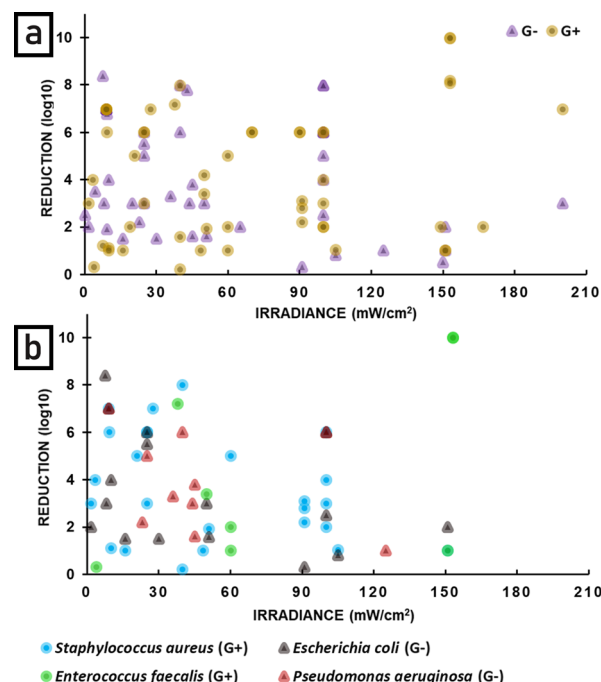 a
G- G+
10
8
6
4
2
0
REDUCTION (log10)
0 30 60 90 120 150 180 210
IRRADIANCE (mW/cm²)
b
10
8
6
4
2
0
REDUCTION (log10)
0 30 60 90 120 150 180 210
IRRADIANCE (mW/cm²)
Staphylococcus aureus (G+) Escherichia coli (G-)
Enterococcus faecalis (G+) Pseudomonas aeruginosa (G-)